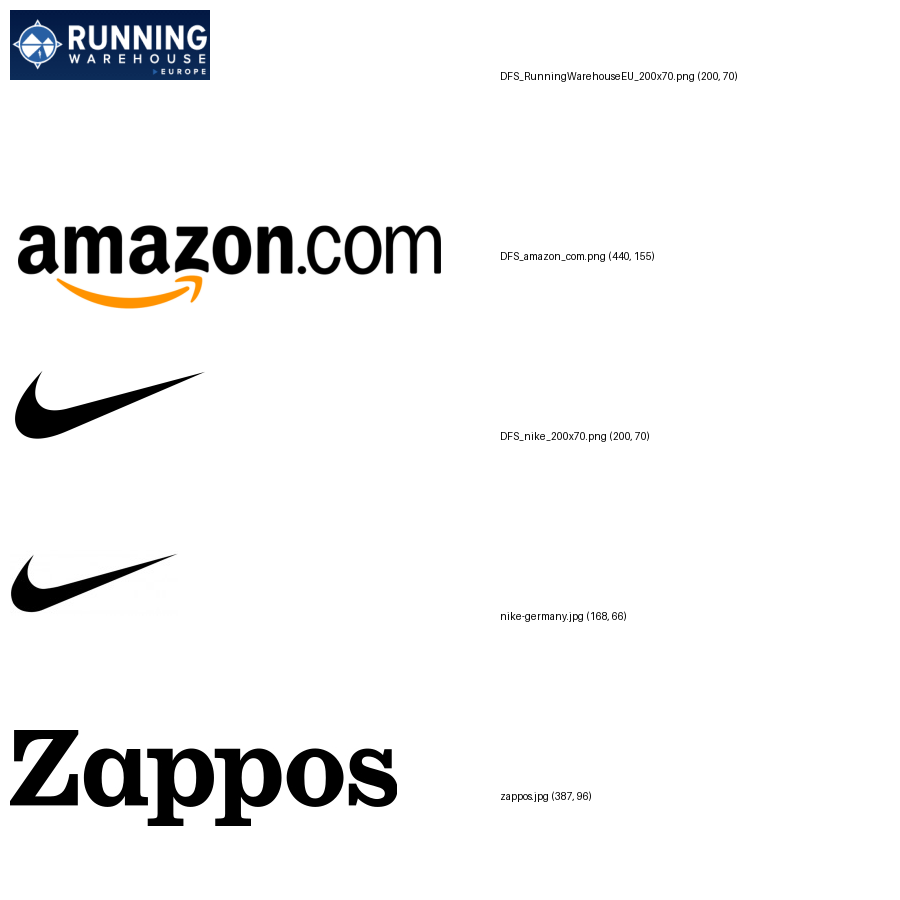 RUNNING
WAREHOUSE
EUROPE
DFS_RunningWarehouseEU_200x70.png (200, 70)
amazon.com
DFS_amazon_com.png (440, 155)
DFS_nike_200x70.png (200, 70)
nike-germany.jpg (168, 66)
Zappos
zappos.jpg (387, 96)